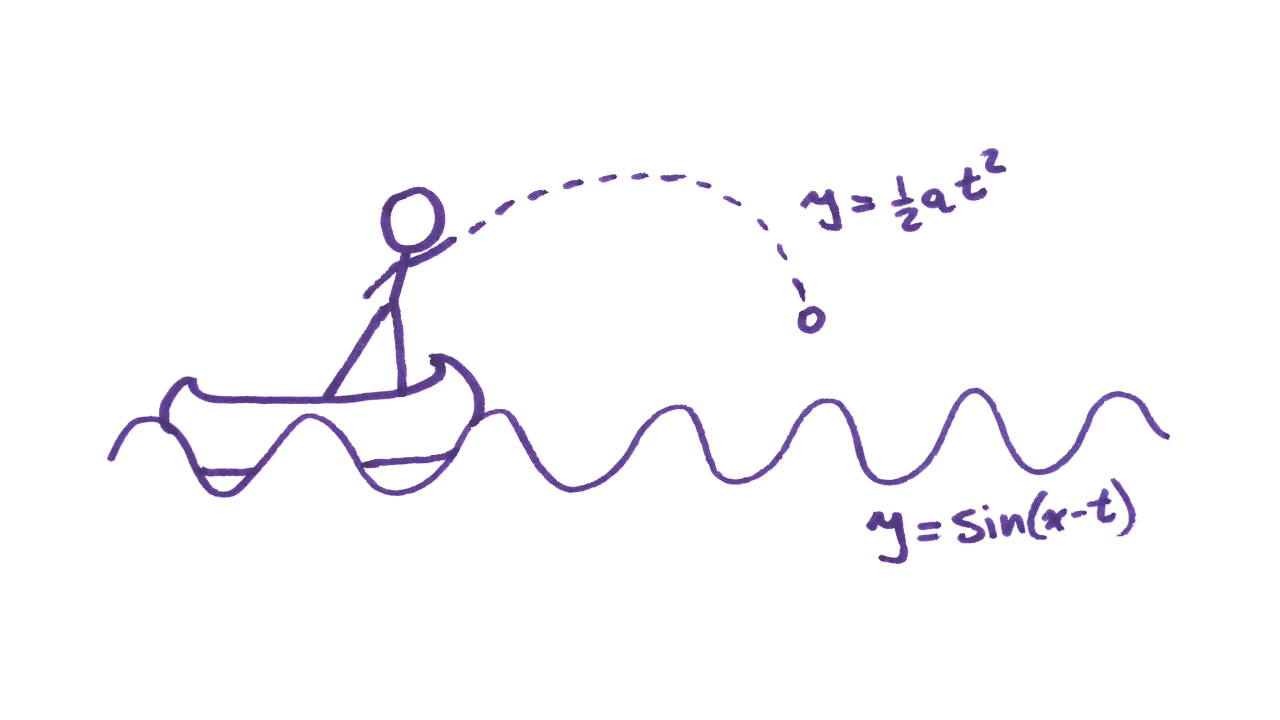 y = ½at²
y = sin(x-t)